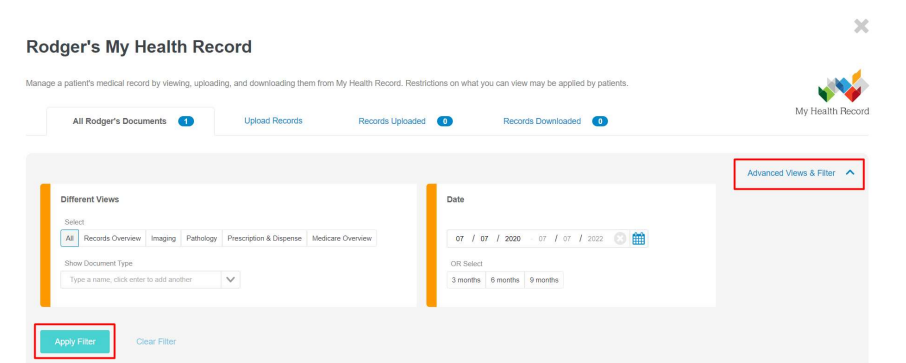 Rodger's My Health Record
Manage a patient's medical record by viewing, uploading, and downloading them from My Health Record. Restrictions on what you can view may be applied by patients.
My Health Record
All Rodger's Documents 1 Upload Records Records Uploaded 0 Records Downloaded 0
Advanced Views & Filter
Different Views
Select
All Records Overview Imaging Pathology Prescription & Dispense Medicare Overview
Show Document Type
Type a name, click enter to add another
Date
07 / 07 / 2020 - 07 / 07 / 2022
OR Select
3 months 6 months 9 months
Apply Filter Clear Filter